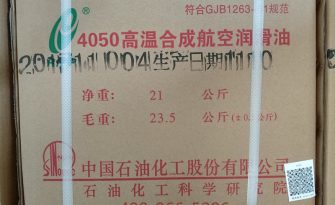 符合GJB1263-91规范
4050高温合成航空润滑油
生产日期
净重: 21 公斤
毛重: 23.5 公斤
中国石油化工股份有限公司
石油化工科学研究院